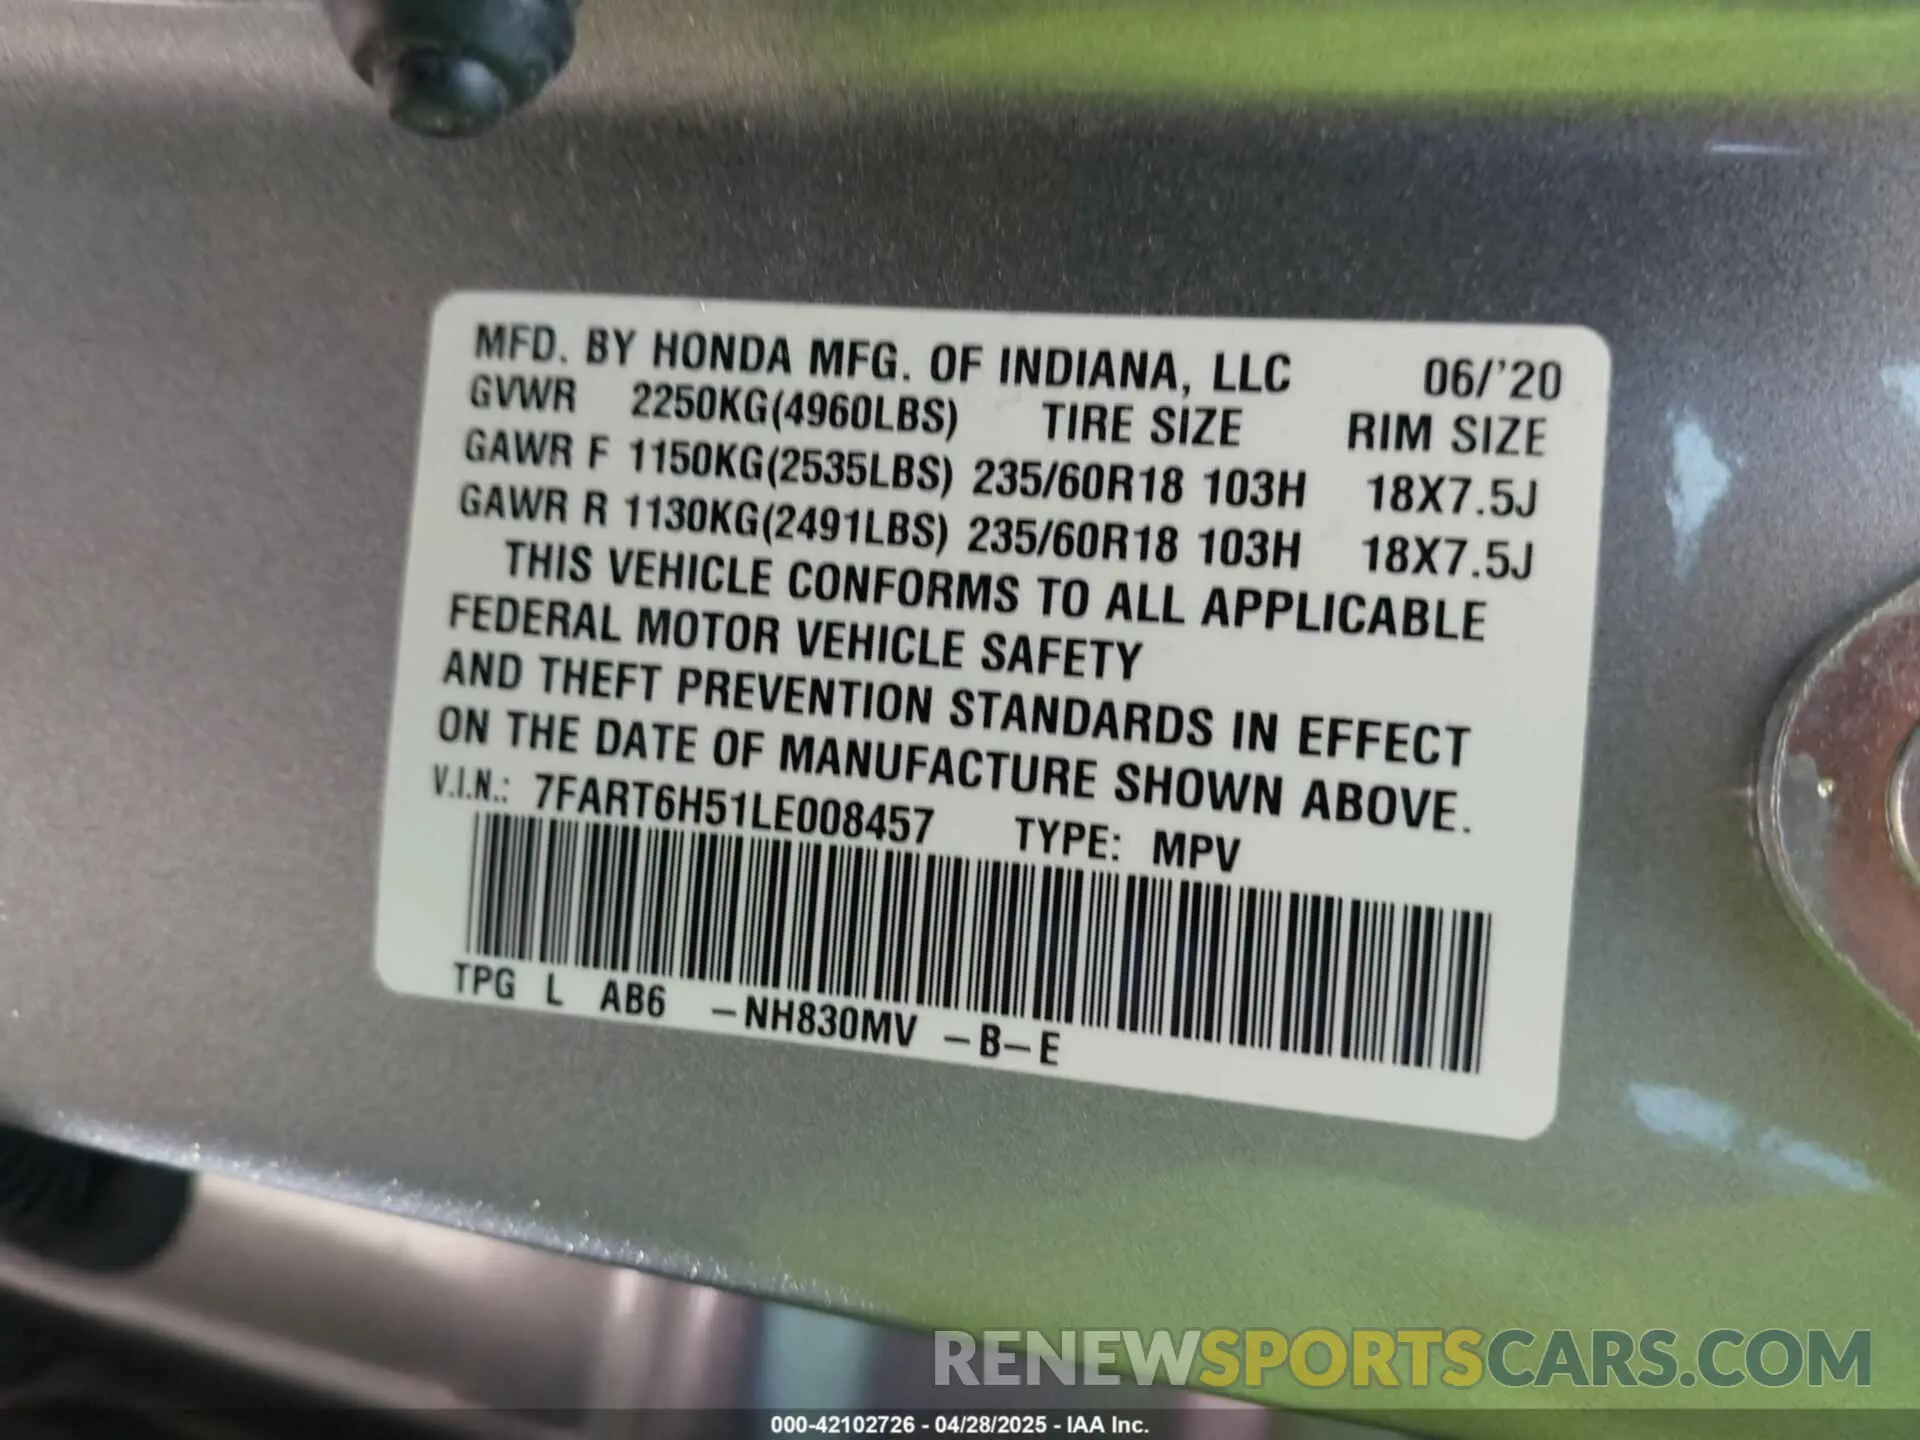 MFD. BY HONDA MFG. OF INDIANA, LLC 06/'20
GVWR 2250KG(4960LBS) TIRE SIZE RIM SIZE
GAWR F 1150KG(2535LBS) 235/60R18 103H 18X7.5J
GAWR R 1130KG(2491LBS) 235/60R18 103H 18X7.5J
THIS VEHICLE CONFORMS TO ALL APPLICABLE
FEDERAL MOTOR VEHICLE SAFETY
AND THEFT PREVENTION STANDARDS IN EFFECT
ON THE DATE OF MANUFACTURE SHOWN ABOVE.
V.I.N.: 7FART6H51LE008457 TYPE: MPV
TPG L AB6 -NH830MV -B-E
RENEWSPORTSCARS.COM
000-42102726 - 04/28/2025 - IAA Inc.